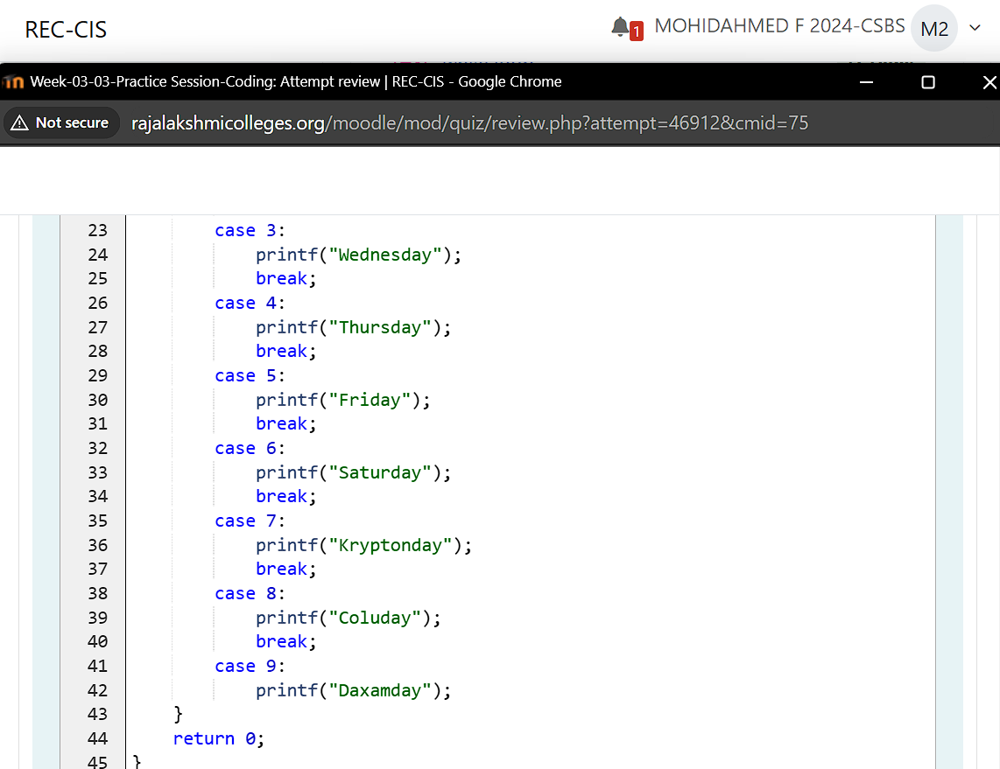 REC-CIS
1 MOHIDAHMED F 2024-CSBS M2
Week-03-03-Practice Session-Coding: Attempt review | REC-CIS - Google Chrome
Not secure rajalakshmicolleges.org/moodle/mod/quiz/review.php?attempt=46912&cmid=75
23 case 3:
24 printf("Wednesday");
25 break;
26 case 4:
27 printf("Thursday");
28 break;
29 case 5:
30 printf("Friday");
31 break;
32 case 6:
33 printf("Saturday");
34 break;
35 case 7:
36 printf("Kryptonday");
37 break;
38 case 8:
39 printf("Coluday");
40 break;
41 case 9:
42 printf("Daxamday");
43 }
44 return 0;
45 }